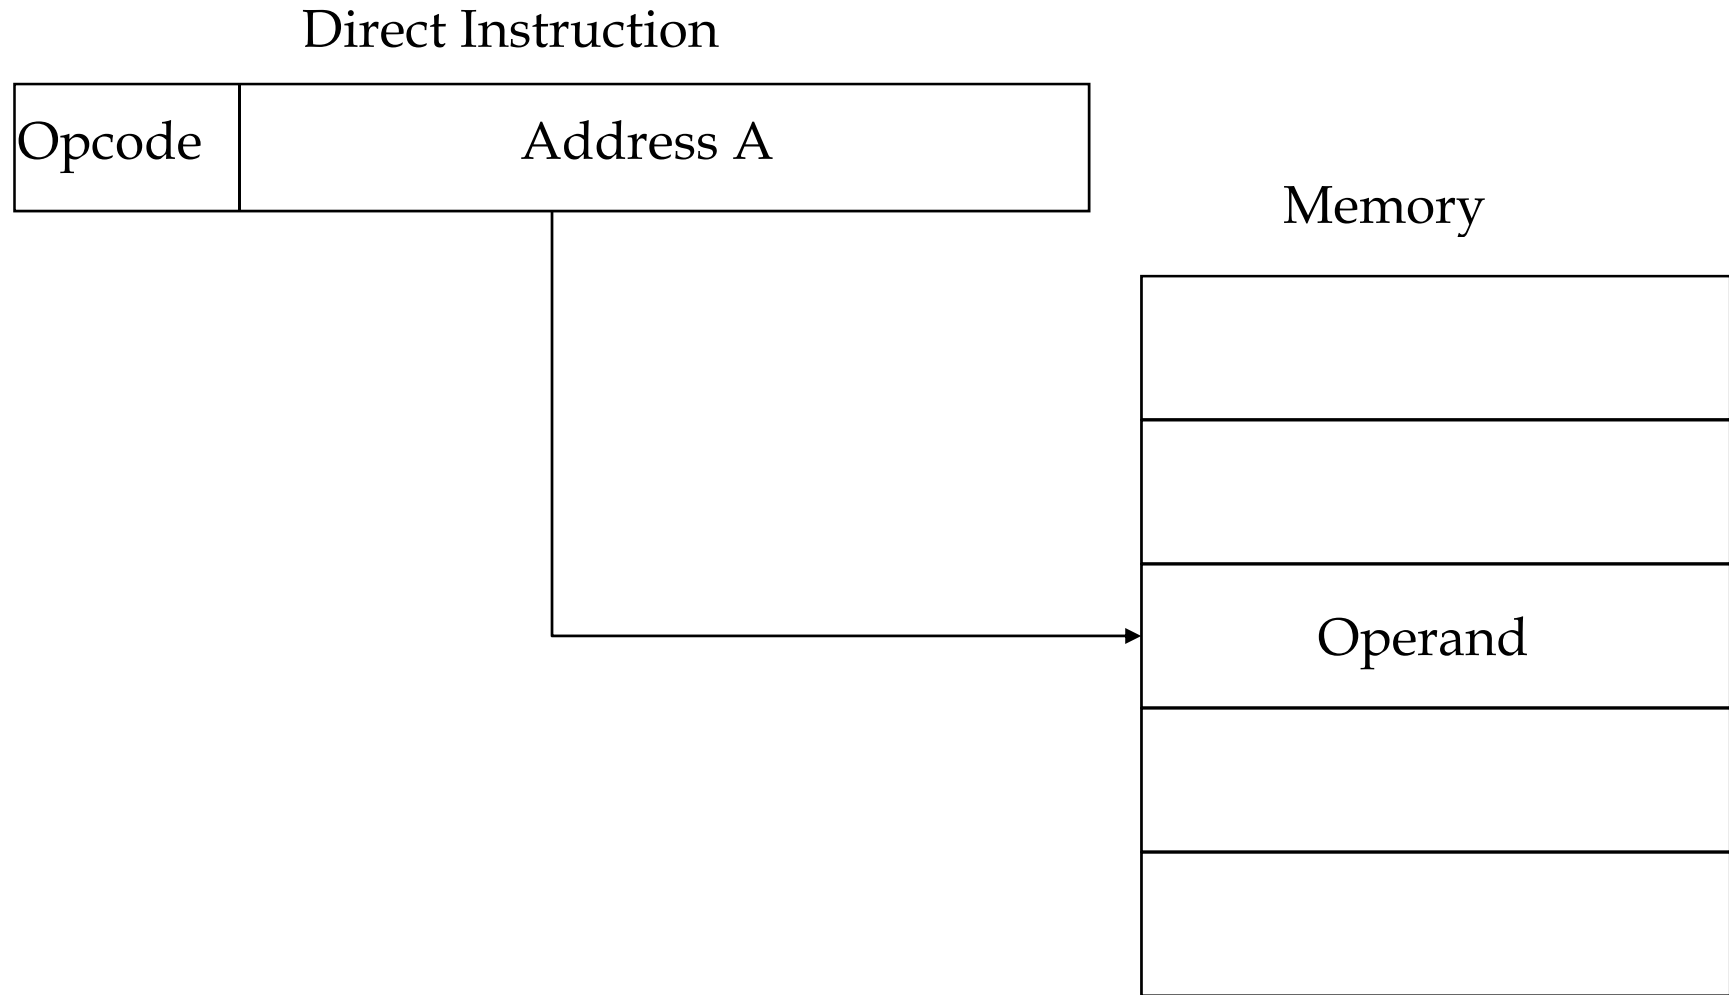 Direct Instruction
Opcode
Address A
Memory
Operand